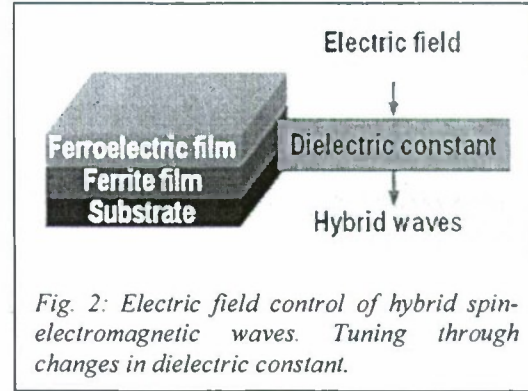 Electric field
Ferroelectric film
Dielectric constant
Ferrite film
Substrate
Hybrid waves
Fig. 2: Electric field control of hybrid spin-
electromagnetic waves. Tuning through
changes in dielectric constant.